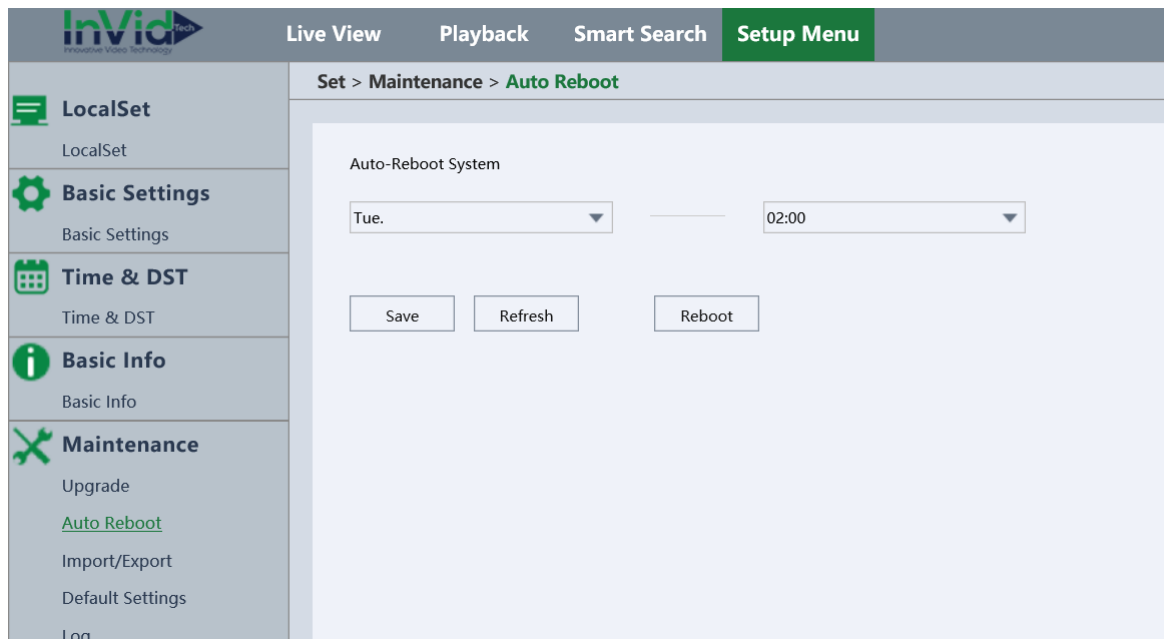 InVid Tech
Innovative Video Technology
Live View Playback Smart Search Setup Menu
Set > Maintenance > Auto Reboot
LocalSet
LocalSet
Basic Settings
Basic Settings
Time & DST
Time & DST
Basic Info
Basic Info
Maintenance
Upgrade
Auto Reboot
Import/Export
Default Settings
Log
Auto-Reboot System
Tue. 02:00
Save Refresh Reboot